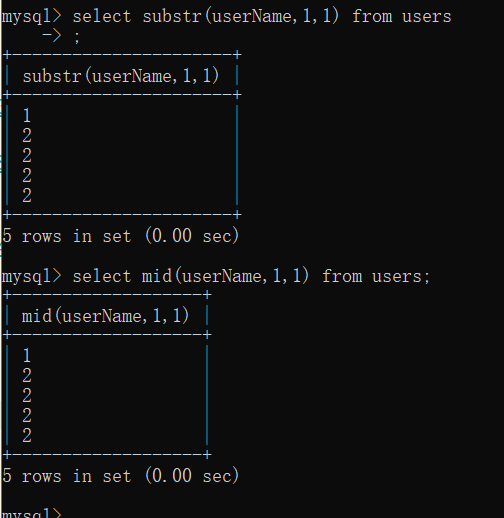 mysql> select substr(userName,1,1) from users
    -> ;
+----------------------+
| substr(userName,1,1) |
+----------------------+
| 1                    |
| 2                    |
| 2                    |
| 2                    |
| 2                    |
+----------------------+
5 rows in set (0.00 sec)
mysql> select mid(userName,1,1) from users;
+-------------------+
| mid(userName,1,1) |
+-------------------+
| 1                 |
| 2                 |
| 2                 |
| 2                 |
| 2                 |
+-------------------+
5 rows in set (0.00 sec)
mysql>